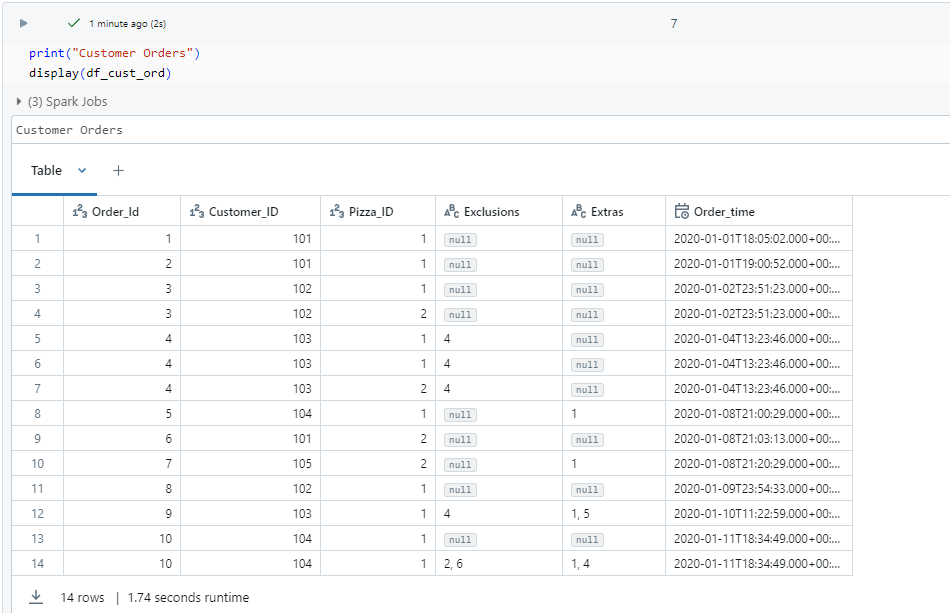 1 minute ago (2s) 7
print("Customer Orders")
display(df_cust_ord)
(3) Spark Jobs
Customer Orders
Table +
123 Order_Id 123 Customer_ID 123 Pizza_ID ABC Exclusions ABC Extras Order_time
1 1 101 1 null null 2020-01-01T18:05:02.000+00:...
2 2 101 1 null null 2020-01-01T19:00:52.000+00:...
3 3 102 1 null null 2020-01-02T23:51:23.000+00:...
4 3 102 2 null null 2020-01-02T23:51:23.000+00:...
5 4 103 1 4 null 2020-01-04T13:23:46.000+00:...
6 4 103 1 4 null 2020-01-04T13:23:46.000+00:...
7 4 103 2 4 null 2020-01-04T13:23:46.000+00:...
8 5 104 1 null 1 2020-01-08T21:00:29.000+00:...
9 6 101 2 null null 2020-01-08T21:03:13.000+00:...
10 7 105 2 null 1 2020-01-08T21:20:29.000+00:...
11 8 102 1 null null 2020-01-09T23:54:33.000+00:...
12 9 103 1 4 1, 5 2020-01-10T11:22:59.000+00:...
13 10 104 1 null null 2020-01-11T18:34:49.000+00:...
14 10 104 1 2, 6 1, 4 2020-01-11T18:34:49.000+00:...
14 rows | 1.74 seconds runtime